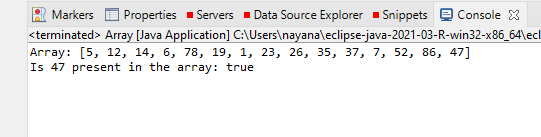 Markers Properties Servers Data Source Explorer Snippets Console
<terminated> Array [Java Application] C:\Users\nayana\eclipse-java-2021-03-R-win32-x86_64\ecl
Array: [5, 12, 14, 6, 78, 19, 1, 23, 26, 35, 37, 7, 52, 86, 47]
Is 47 present in the array: true